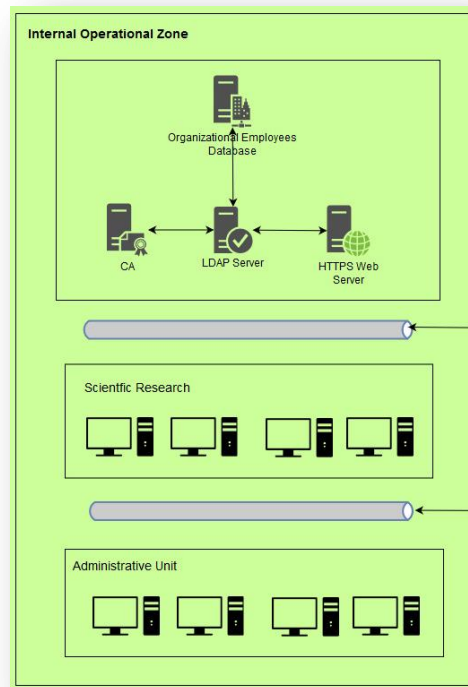 Internal Operational Zone
Organizational Employees
Database
CA
LDAP Server
HTTPS Web
Server
Scientfic Research
Administrative Unit